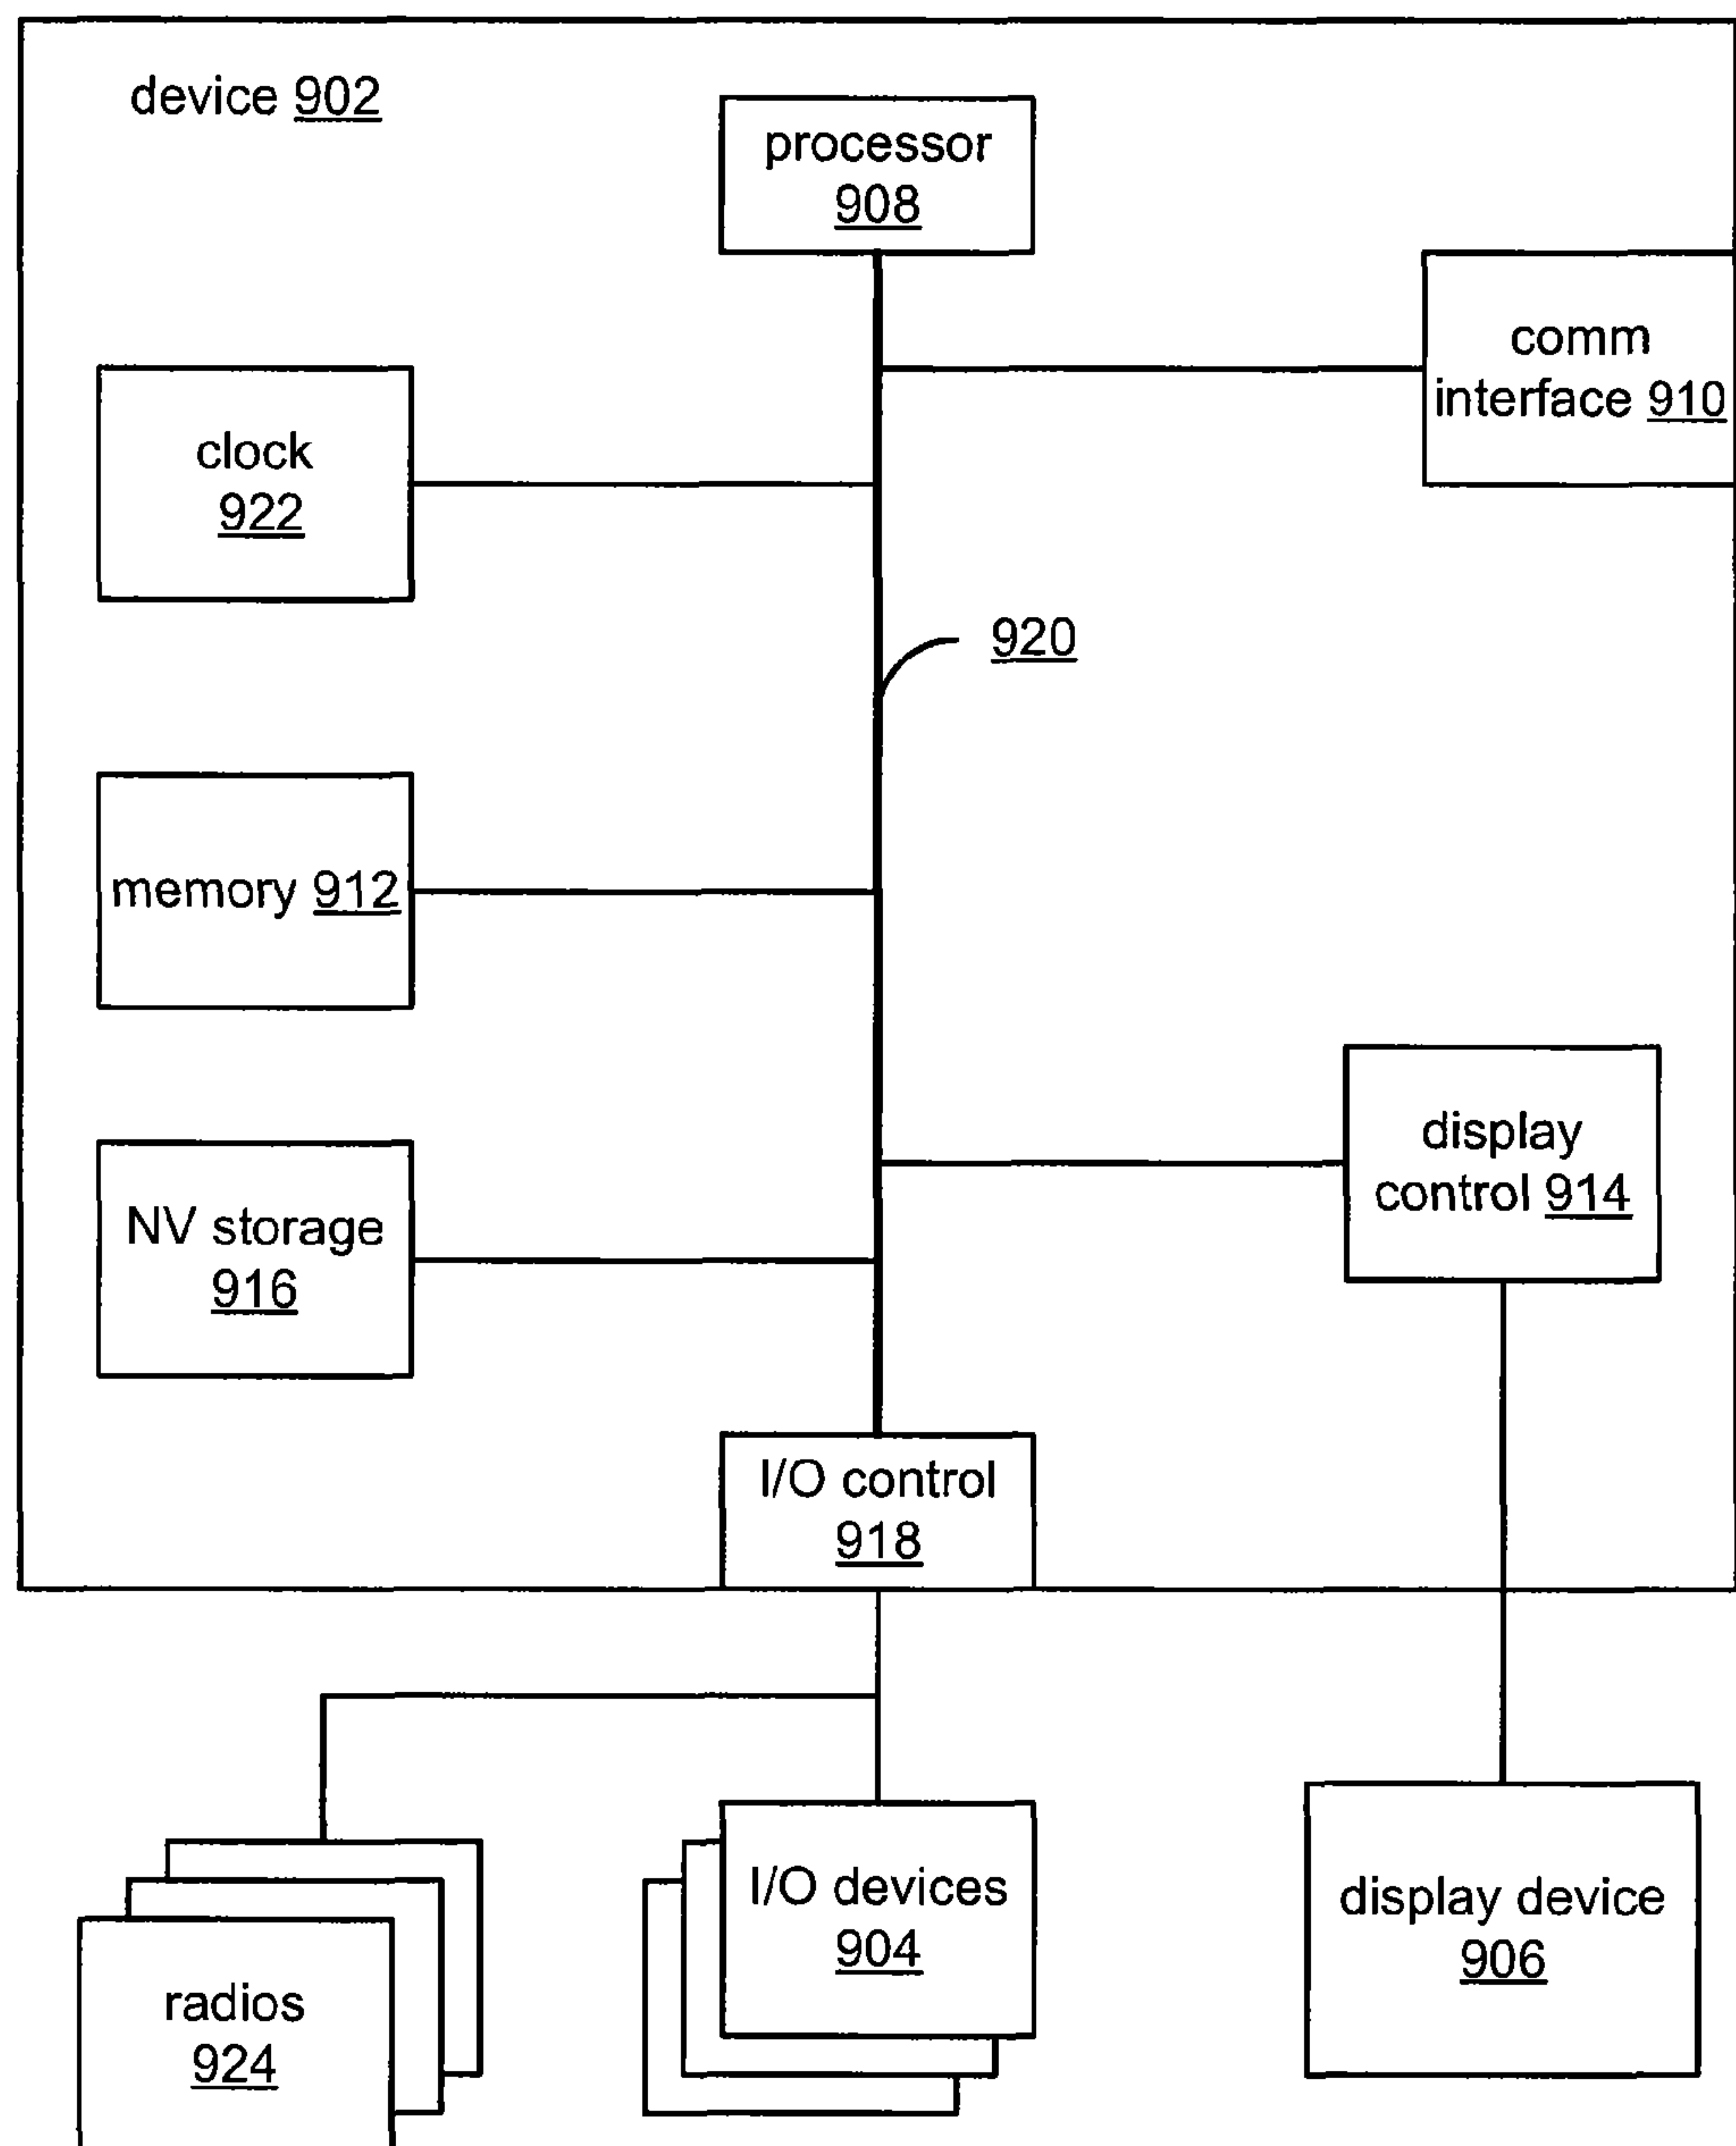 device 902
processor
908
comm
interface 910
clock
922
920
memory 912
display
control 914
NV storage
916
I/O control
918
I/O devices
904
display device
906
radios
924